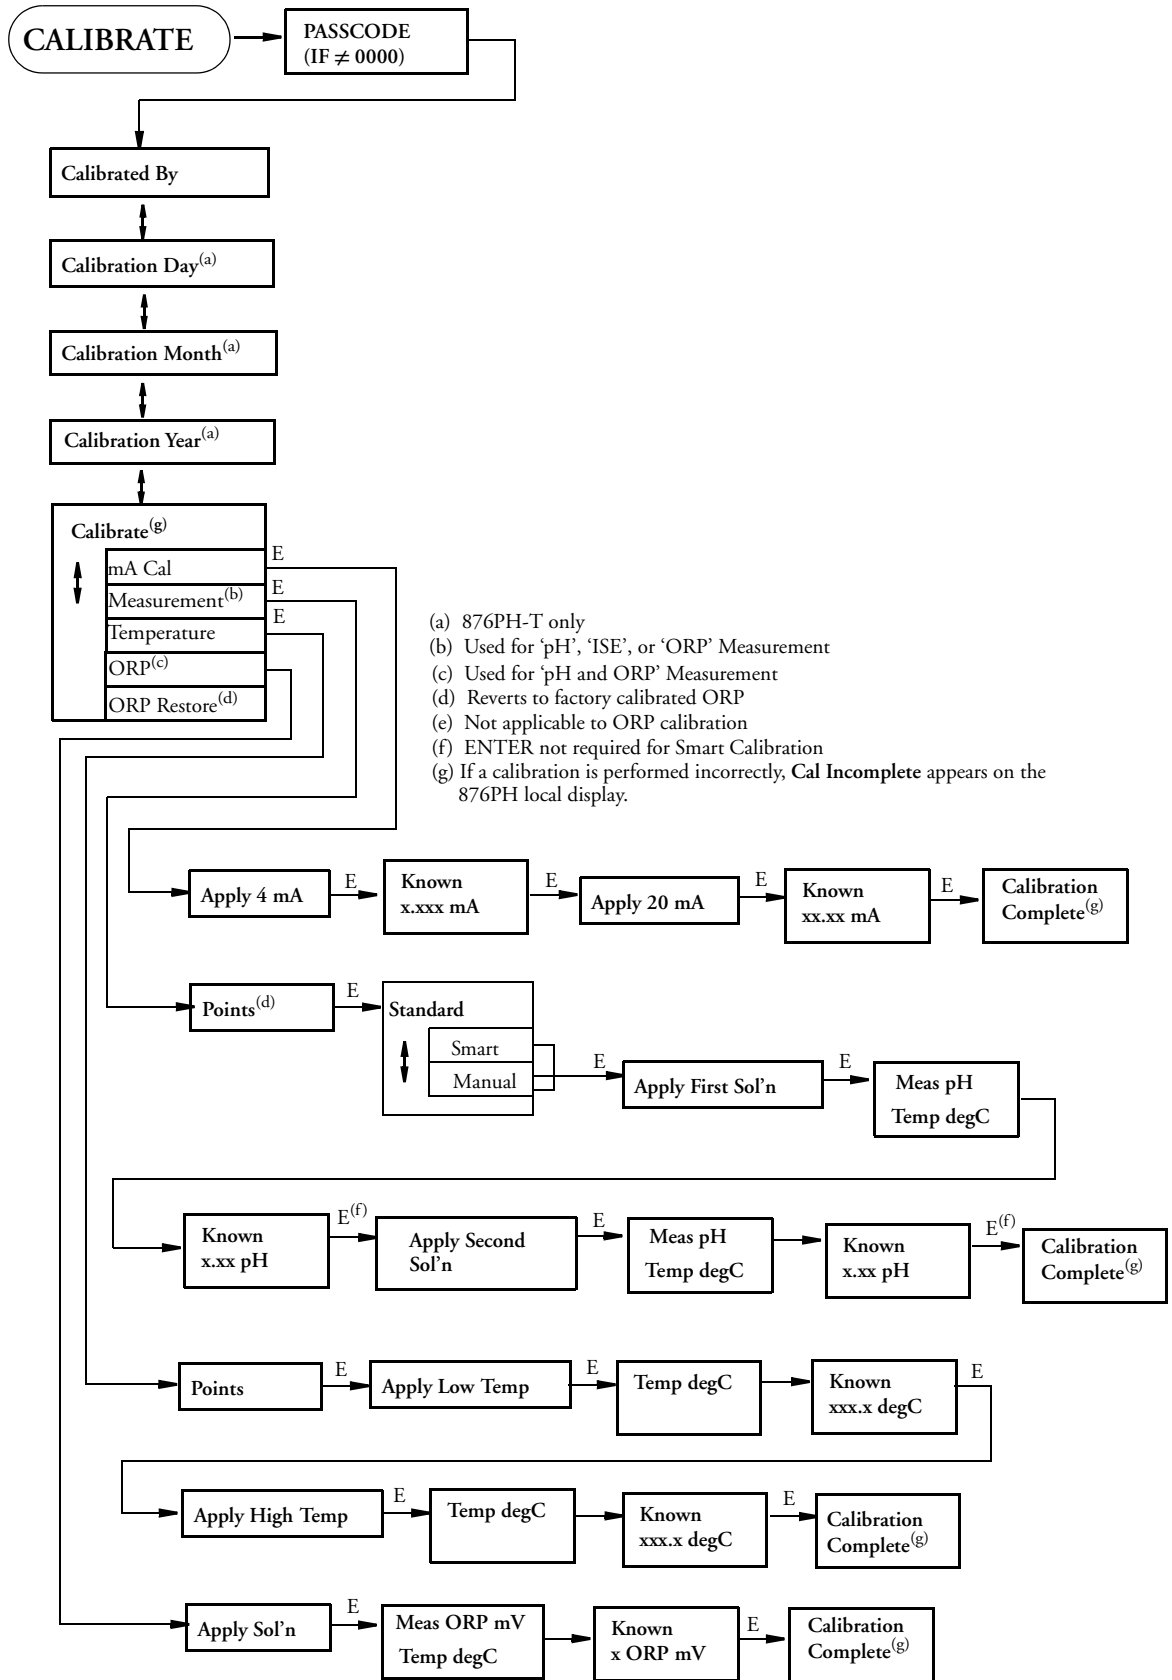 CALIBRATE
PASSCODE
(IF ≠ 0000)
Calibrated By
Calibration Day(a)
Calibration Month(a)
Calibration Year(a)
Calibrate(g)
mA Cal
E
Measurement(b)
E
Temperature
E
ORP(c)
ORP Restore(d)
(a) 876PH-T only
(b) Used for ‘pH’, ‘ISE’, or ‘ORP’ Measurement
(c) Used for ‘pH and ORP’ Measurement
(d) Reverts to factory calibrated ORP
(e) Not applicable to ORP calibration
(f) ENTER not required for Smart Calibration
(g) If a calibration is performed incorrectly, Cal Incomplete appears on the
876PH local display.
Apply 4 mA
E
Known
x.xxx mA
E
Apply 20 mA
E
Known
xx.xx mA
E
Calibration
Complete(g)
Points(d)
E
Standard
Smart
Manual
E
Apply First Sol’n
E
Meas pH
Temp degC
Known
x.xx pH
E(f)
Apply Second
Sol’n
E
Meas pH
Temp degC
Known
x.xx pH
E(f)
Calibration
Complete(g)
Points
E
Apply Low Temp
E
Temp degC
Known
xxx.x degC
E
Apply High Temp
E
Temp degC
Known
xxx.x degC
E
Calibration
Complete(g)
Apply Sol’n
E
Meas ORP mV
Temp degC
Known
x ORP mV
E
Calibration
Complete(g)